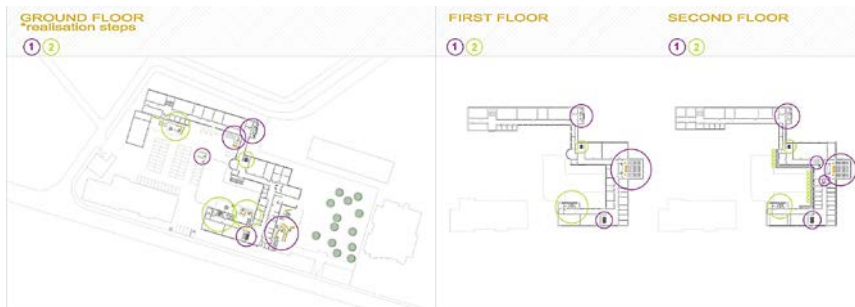 GROUND FLOOR
*realisation steps
1 2
FIRST FLOOR
1 2
SECOND FLOOR
1 2